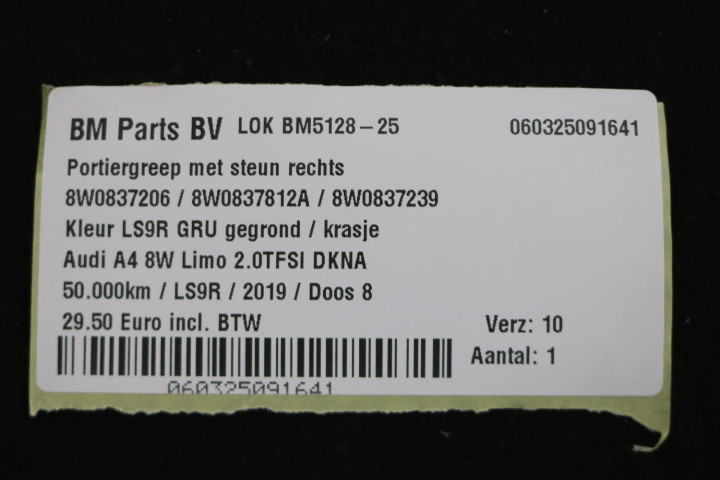 BM Parts BV LOK BM5128-25 060325091641
Portiergreep met steun rechts
8W0837206 / 8W0837812A / 8W0837239
Kleur LS9R GRU gegrond / krasje
Audi A4 8W Limo 2.0TFSI DKNA
50.000km / LS9R / 2019 / Doos 8
29.50 Euro incl. BTW Verz: 10
Aantal: 1
060325091641